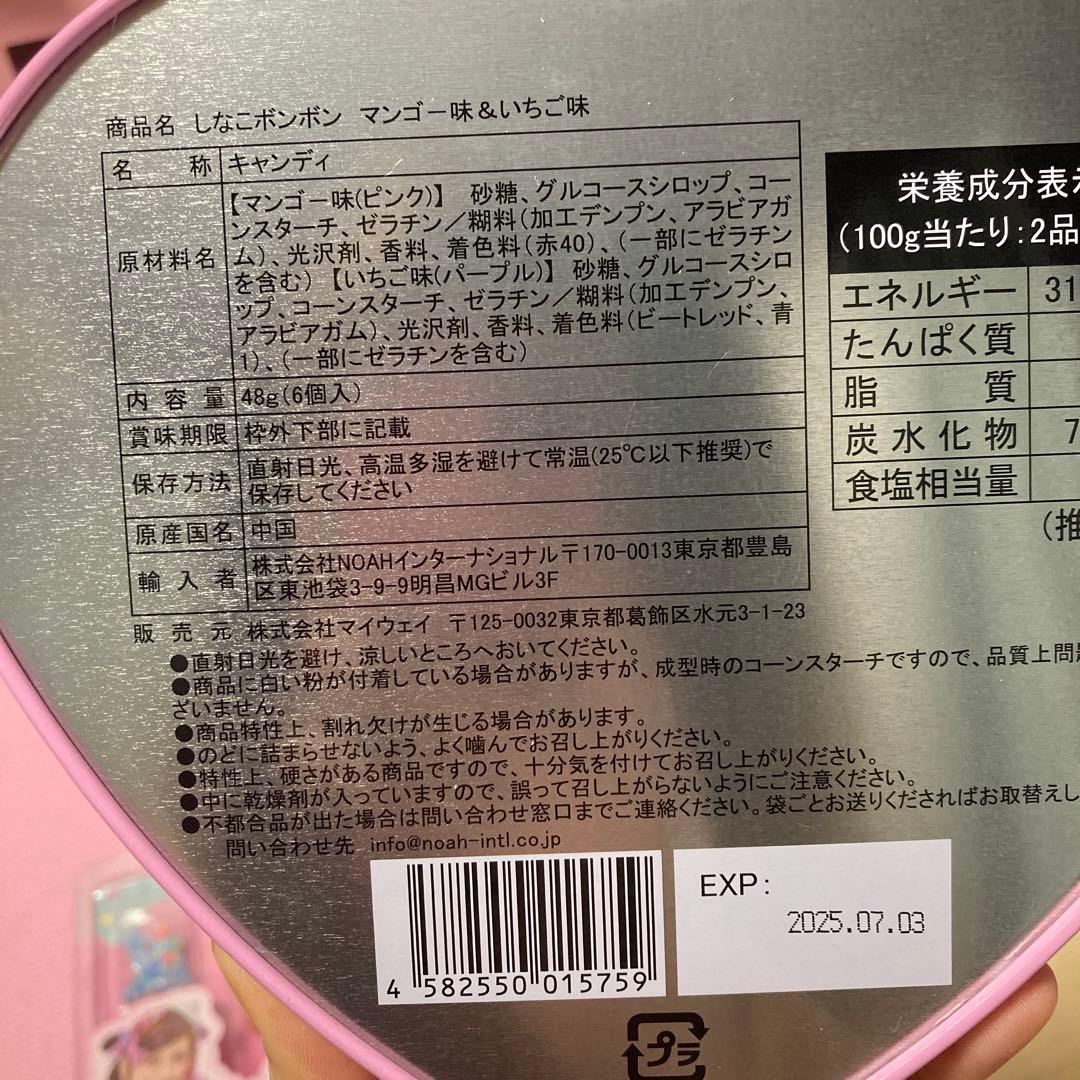 商品名 しなこボンボン マンゴー味＆いちご味
名称 キャンディ
原材料名
【マンゴー味(ピンク)】 砂糖、グルコースシロップ、コー
ンスターチ、ゼラチン／糊料(加工デンプン、アラビアガ
ム)、光沢剤、香料、着色料(赤40)、(一部にゼラチン
を含む) 【いちご味(パープル)】 砂糖、グルコースシロ
ップ、コーンスターチ、ゼラチン／糊料(加工デンプン、
アラビアガム)、光沢剤、香料、着色料(ビートレッド、青
1)、(一部にゼラチンを含む)
内容量 48g(6個入)
賞味期限 枠外下部に記載
保存方法 直射日光、高温多湿を避けて常温(25℃以下推奨)で
保存してください
原産国名 中国
輸入者 株式会社NOAHインターナショナル〒170-0013東京都豊島
区東池袋3-9-9明昌MGビル3F
販売元 株式会社マイウェイ 〒125-0032東京都葛飾区水元3-1-23
●直射日光を避け、涼しいところへおいてください。
●商品に白い粉が付着している場合がありますが、成型時のコーンスターチですので、品質上問
ざいません。
●商品特性上、割れ欠けが生じる場合があります。
●のどに詰まらせないよう、よく噛んでお召し上がりください。
●特性上、硬さがある商品ですので、十分気を付けてお召し上がりください。
●中に乾燥剤が入っていますので、誤って召し上がらないようにご注意ください。
●不都合品が出た場合は問い合わせ窓口までご連絡ください。袋ごとお送りくださればお取替えし
問い合わせ先 info@noah-intl.co.jp
栄養成分表
(100g当たり:2品
エネルギー 31
たんぱく質
脂質
炭水化物 7
食塩相当量
(推
4 582550 015759
EXP:
2025.07.03
プラ